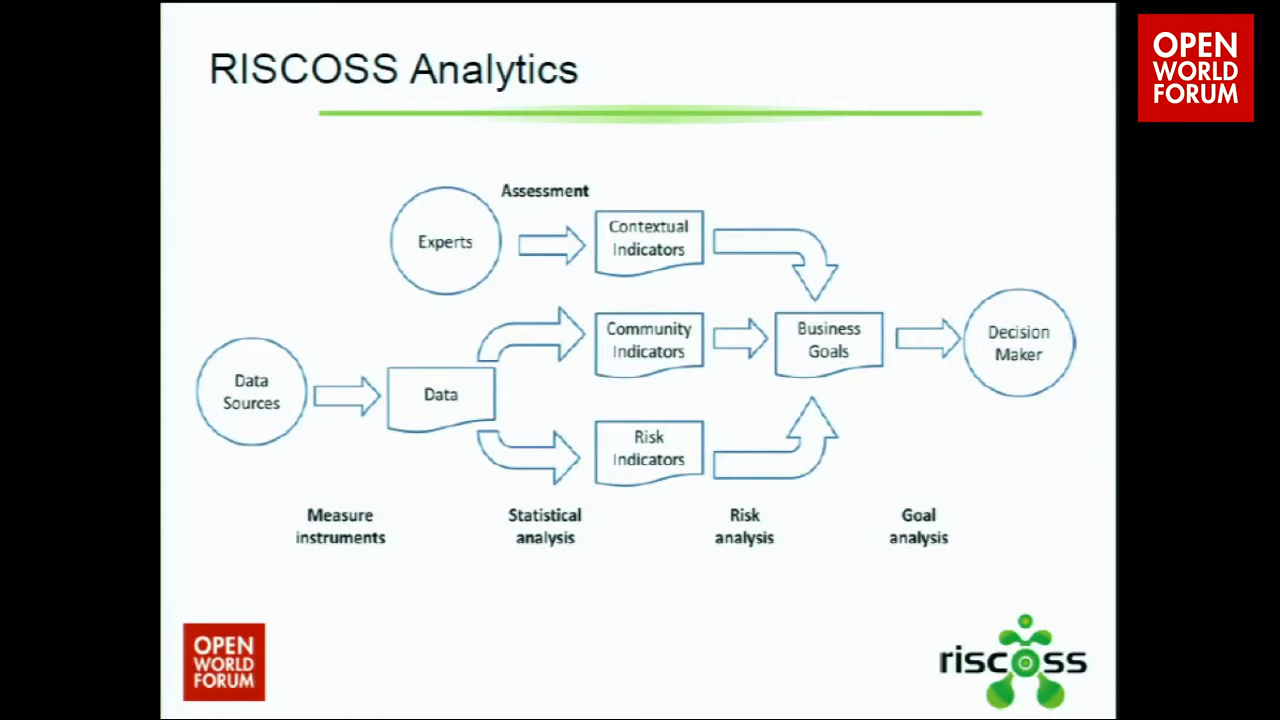 RISCOSS Analytics
OPEN
WORLD
FORUM
Assessment
Experts
Contextual
Indicators
Community
Indicators
Business
Goals
Decision
Maker
Data
Sources
Data
Risk
Indicators
Measure
instruments
Statistical
analysis
Risk
analysis
Goal
analysis
OPEN
WORLD
FORUM
riscoss